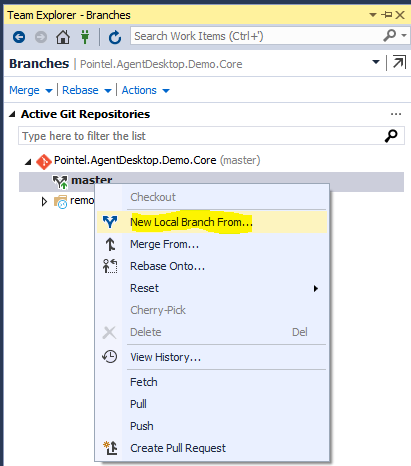 Team Explorer - Branches
Search Work Items (Ctrl+')
Branches | Pointel.AgentDesktop.Demo.Core
Merge Rebase Actions
Active Git Repositories
Type here to filter the list
Pointel.AgentDesktop.Demo.Core (master)
master
remo
Checkout
New Local Branch From...
Merge From...
Rebase Onto...
Reset
Cherry-Pick
Delete Del
View History...
Fetch
Pull
Push
Create Pull Request